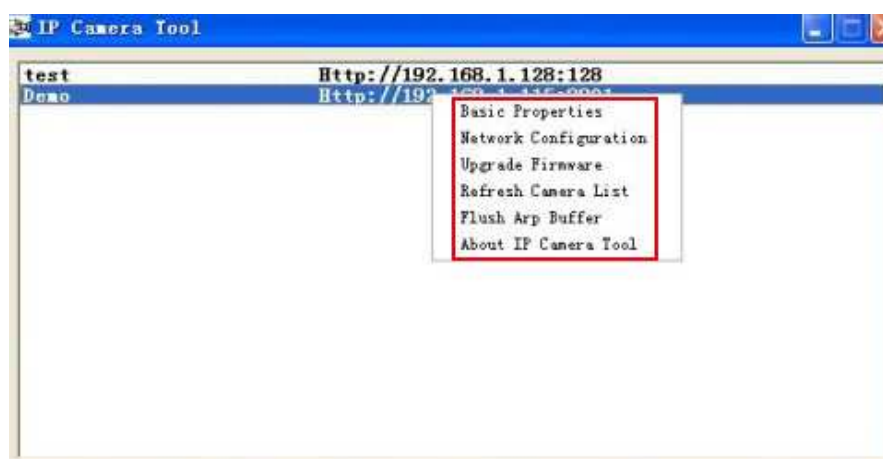 IP Camera Tool
test Http://192.168.1.128:128
Demo Http://192
Basic Properties
Network Configuration
Upgrade Firmware
Refresh Camera List
Flush Arp Buffer
About IP Camera Tool